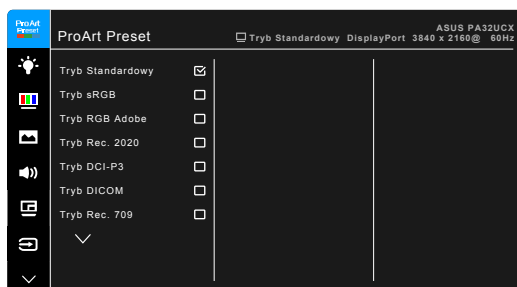 ProArt
Preset
ProArt Preset
ASUS PA32UCX
Tryb Standardowy DisplayPort 3840 x 2160@ 60Hz
Tryb Standardowy
Tryb sRGB
Tryb RGB Adobe
Tryb Rec. 2020
Tryb DCI-P3
Tryb DICOM
Tryb Rec. 709